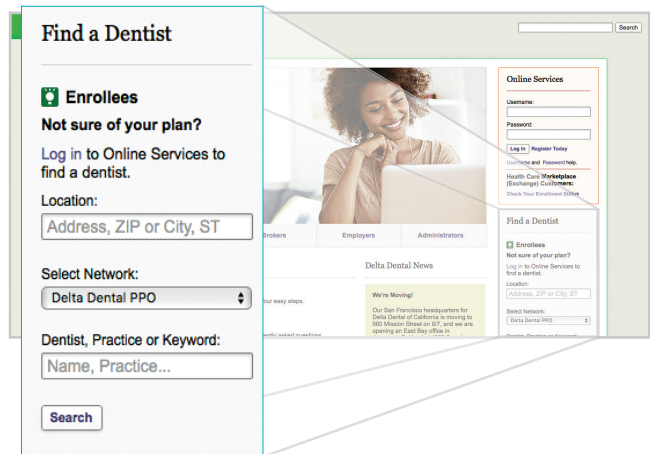 Find a Dentist
Enrollees
Not sure of your plan?
Log in to Online Services to
find a dentist.
Location:
Address, ZIP or City, ST
Select Network:
Delta Dental PPO
Dentist, Practice or Keyword:
Name, Practice...
Search
Search
Online Services
Username:
Password:
Log In Register Today
Username and Password help.
Health Care Marketplace
(Exchange) Customers:
Check Your Enrollment Status
Brokers
Employers
Administrators
Delta Dental News
We're Moving!
Our San Francisco headquarters for
Delta Dental of California is moving to
560 Mission Street on 5/7, and we are
opening an East Bay office in
our easy steps.
asked questions
Find a Dentist
Enrollees
Not sure of your plan?
Log in to Online Services to
find a dentist.
Location:
Address, ZIP or City, ST
Select Network:
Delta Dental PPO